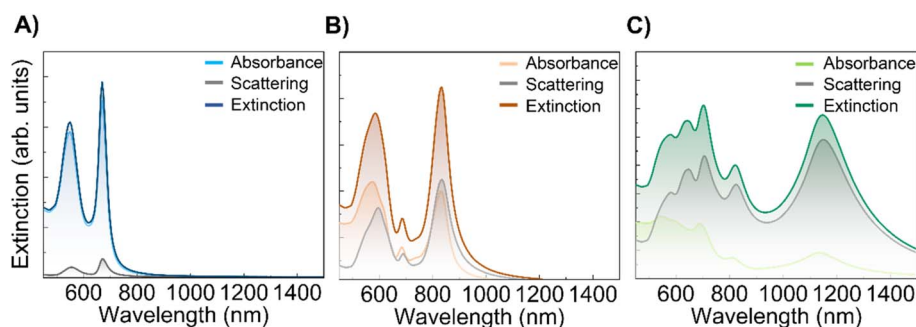 A)
Absorbance
Scattering
Extinction
Extinction (arb. units)
600 800 1000 1200 1400
Wavelength (nm)
B)
Absorbance
Scattering
Extinction
600 800 1000 1200 1400
Wavelength (nm)
C)
Absorbance
Scattering
Extinction
600 800 1000 1200 1400
Wavelength (nm)